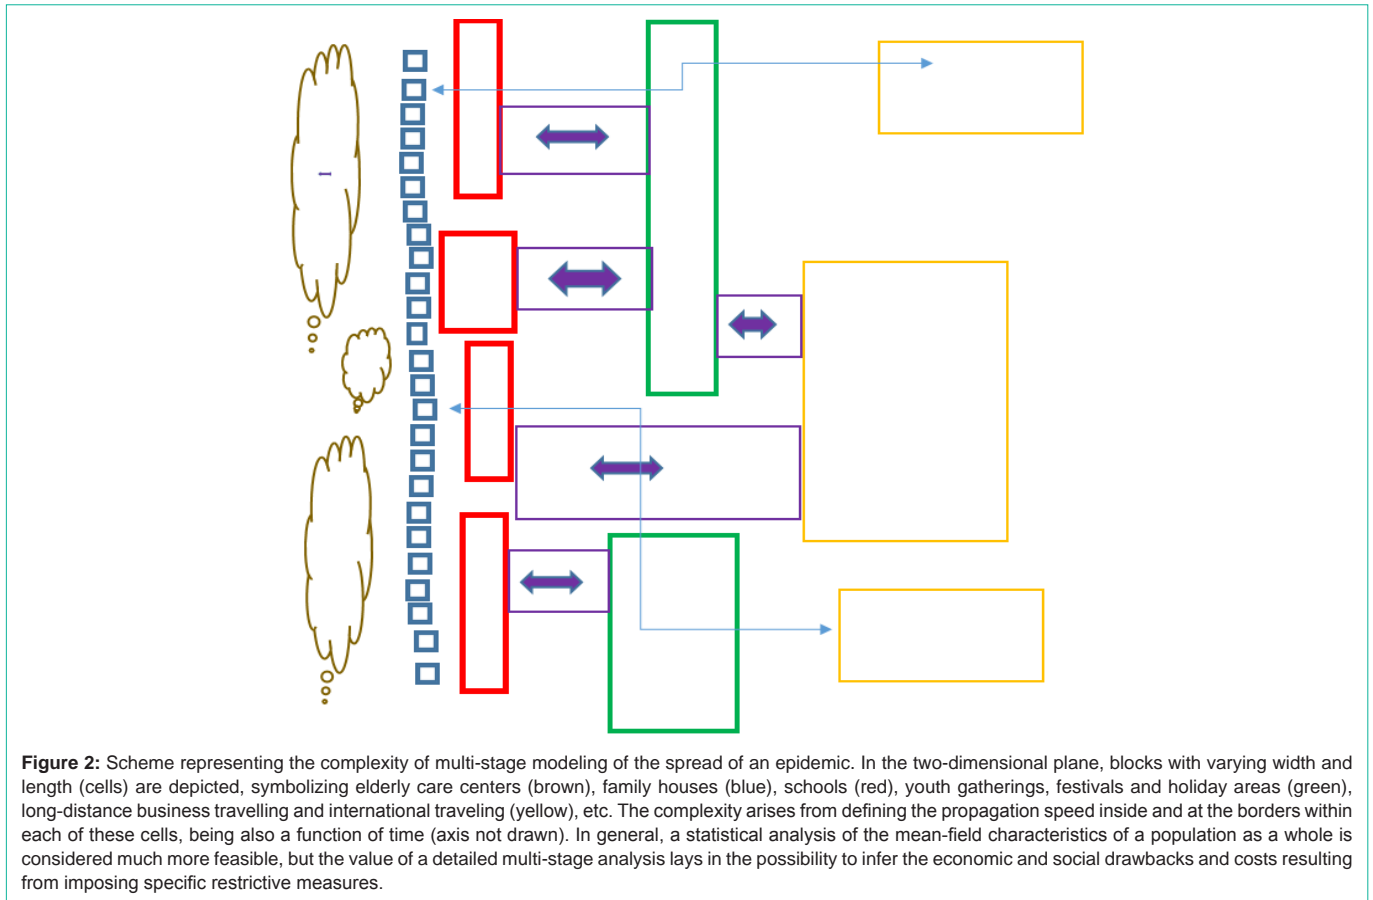 Figure 2: Scheme representing the complexity of multi-stage modeling of the spread of an epidemic. In the two-dimensional plane, blocks with varying width and
length (cells) are depicted, symbolizing elderly care centers (brown), family houses (blue), schools (red), youth gatherings, festivals and holiday areas (green),
long-distance business travelling and international traveling (yellow), etc. The complexity arises from defining the propagation speed inside and at the borders within
each of these cells, being also a function of time (axis not drawn). In general, a statistical analysis of the mean-field characteristics of a population as a whole is
considered much more feasible, but the value of a detailed multi-stage analysis lays in the possibility to infer the economic and social drawbacks and costs resulting
from imposing specific restrictive measures.